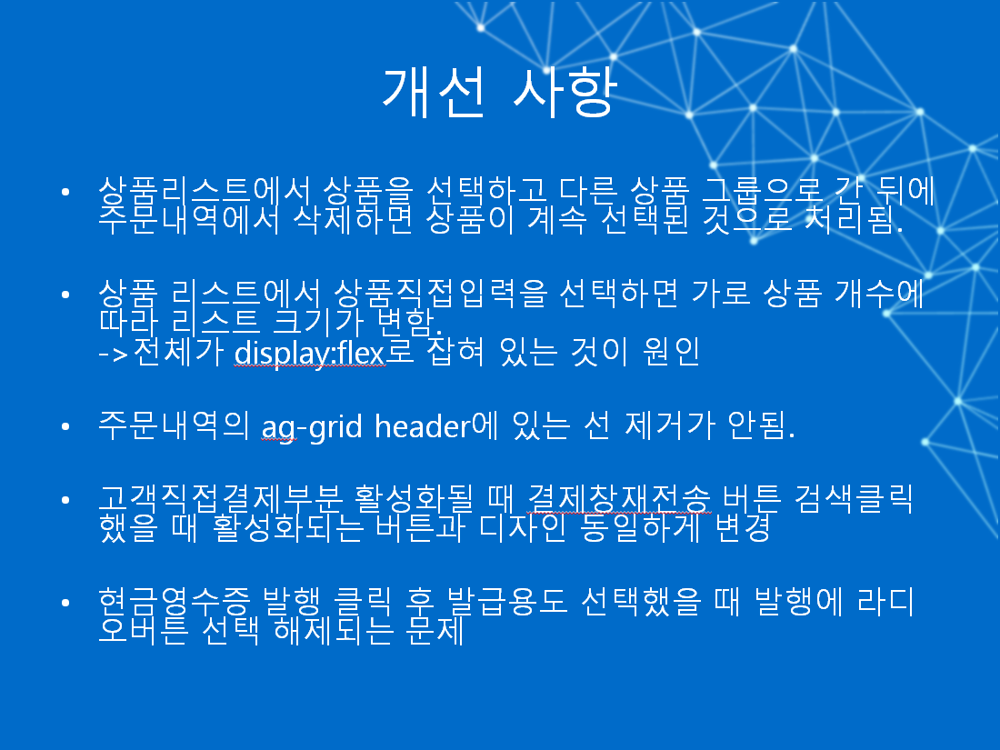 개선 사항
• 상품리스트에서 상품을 선택하고 다른 상품 그룹으로 간 뒤에
주문내역에서 삭제하면 상품이 계속 선택된 것으로 처리됨.
• 상품 리스트에서 상품직접입력을 선택하면 가로 상품 개수에
따라 리스트 크기가 변함.
->전체가 display:flex로 잡혀 있는 것이 원인
• 주문내역의 ag-grid header에 있는 선 제거가 안됨.
• 고객직접결제부분 활성화될 때 결제창재전송 버튼 검색클릭
했을 때 활성화되는 버튼과 디자인 동일하게 변경
• 현금영수증 발행 클릭 후 발급용도 선택했을 때 발행에 라디
오버튼 선택 해제되는 문제